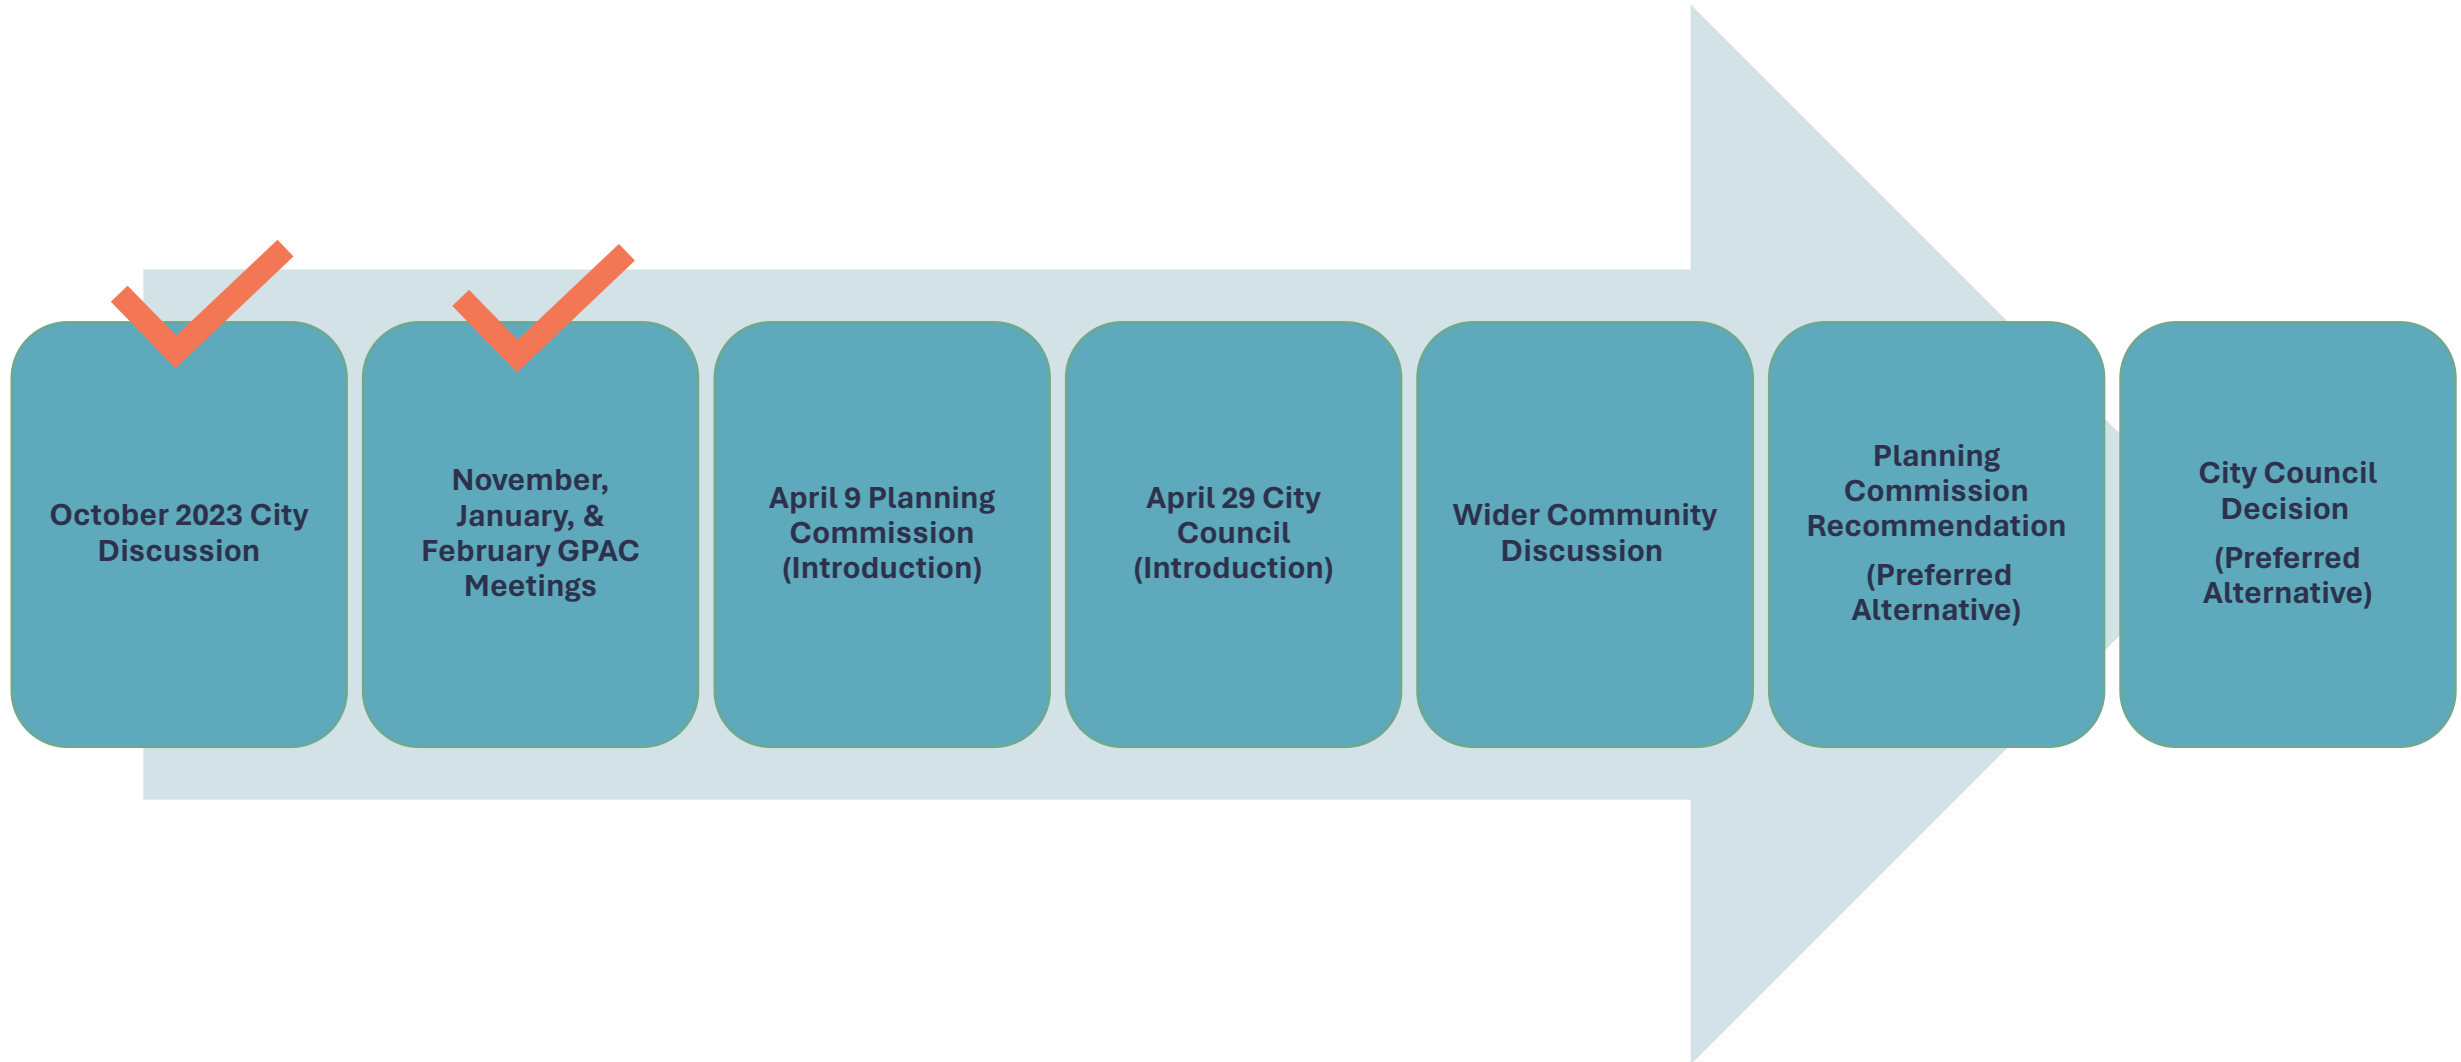 October 2023 City
Discussion
November,
January, &
February GPAC
Meetings
April 9 Planning
Commission
(Introduction)
April 29 City
Council
(Introduction)
Wider Community
Discussion
Planning
Commission
Recommendation
(Preferred
Alternative)
City Council
Decision
(Preferred
Alternative)